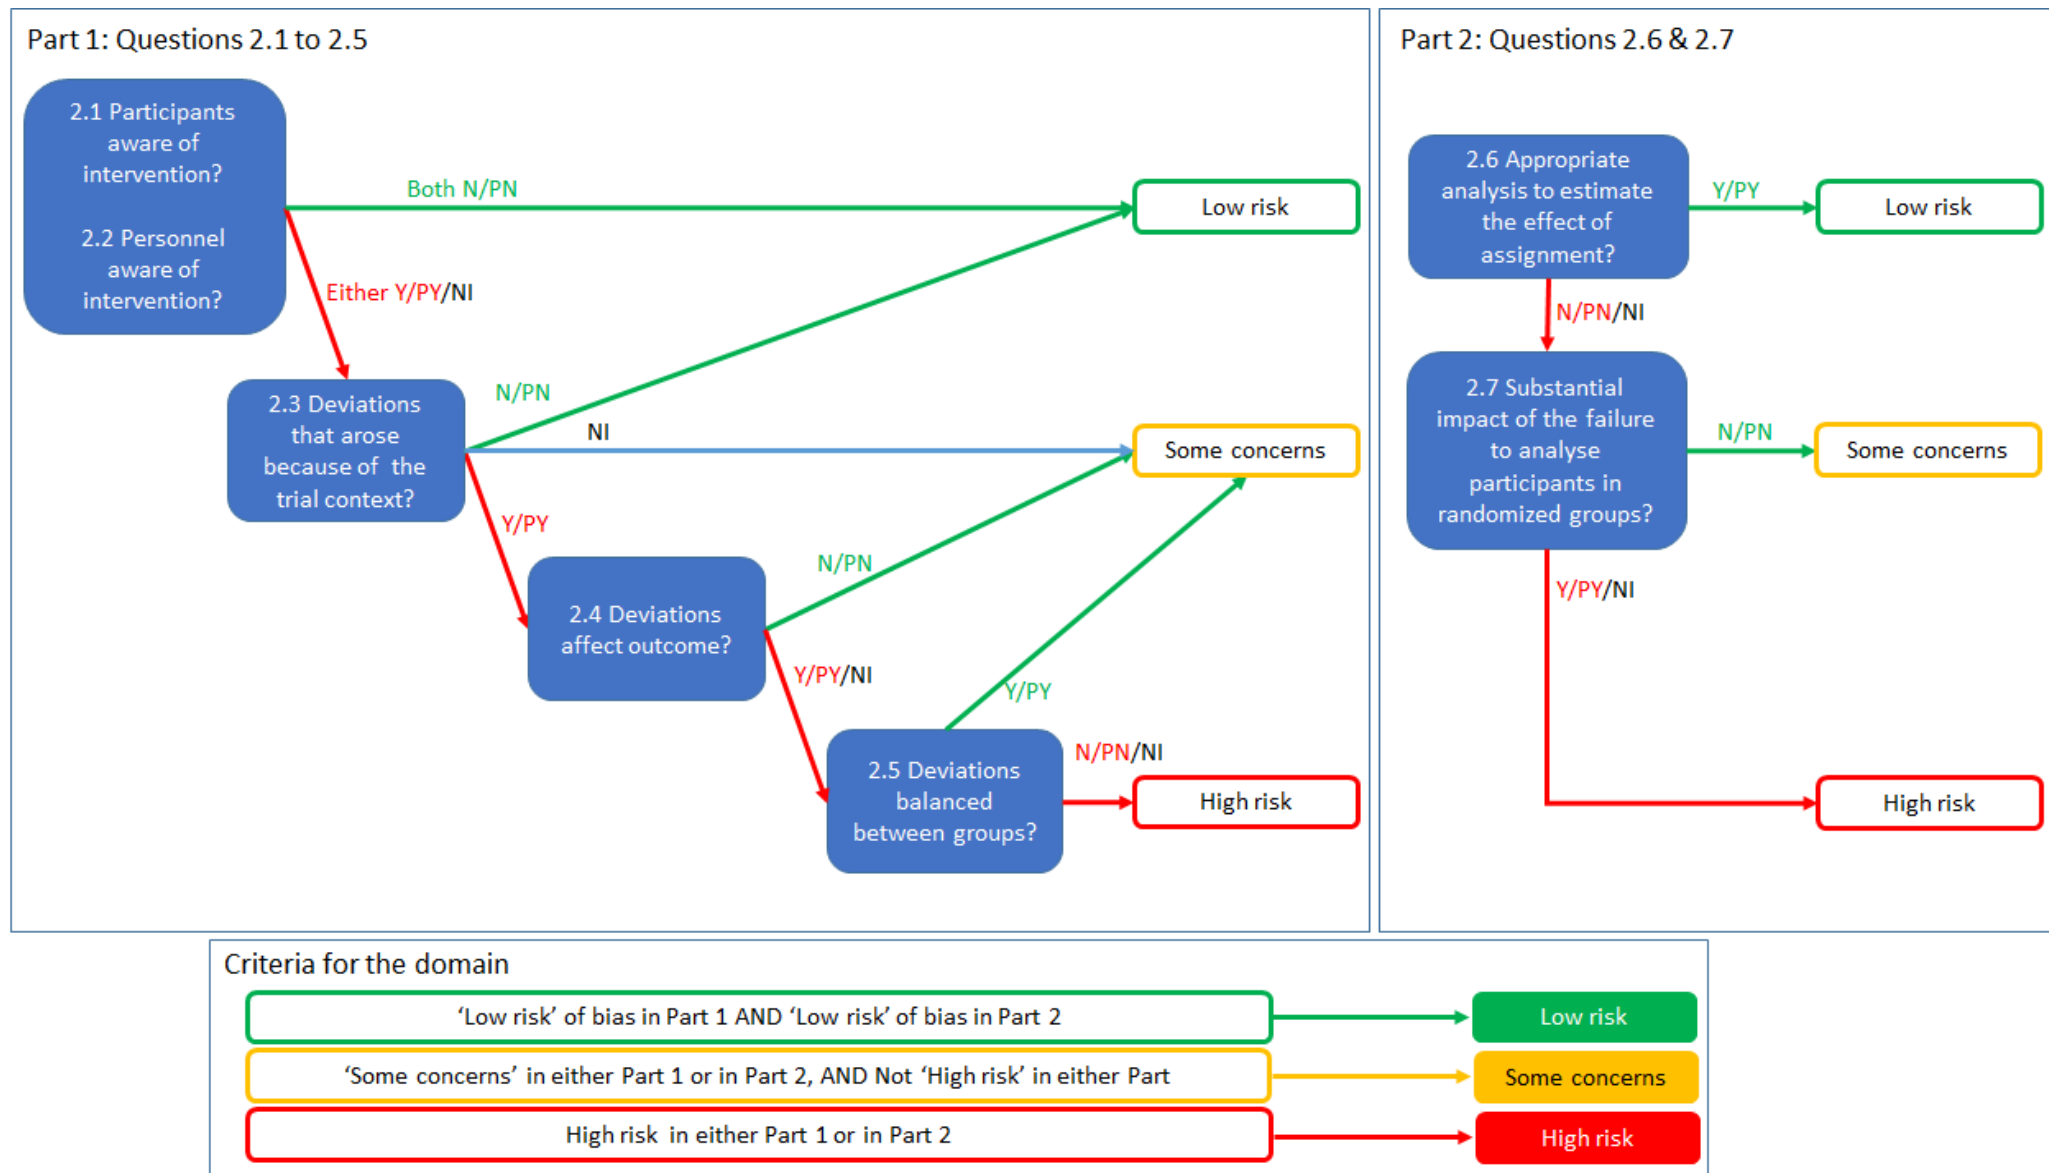 Part 1: Questions 2.1 to 2.5
2.1 Participants
aware of
intervention?
2.2 Personnel
aware of
intervention?
Both N/PN
Low risk
Either Y/PY/NI
2.3 Deviations
that arose
because of the
trial context?
N/PN
NI
Some concerns
Y/PY
2.4 Deviations
affect outcome?
N/PN
Y/PY/NI
Y/PY
2.5 Deviations
balanced
between groups?
N/PN/NI
High risk
Part 2: Questions 2.6 & 2.7
2.6 Appropriate
analysis to estimate
the effect of
assignment?
Y/PY
Low risk
N/PN/NI
2.7 Substantial
impact of the failure
to analyse
participants in
randomized groups?
N/PN
Some concerns
Y/PY/NI
High risk
Criteria for the domain
‘Low risk’ of bias in Part 1 AND ‘Low risk’ of bias in Part 2
Low risk
‘Some concerns’ in either Part 1 or in Part 2, AND Not ‘High risk’ in either Part
Some concerns
High risk in either Part 1 or in Part 2
High risk